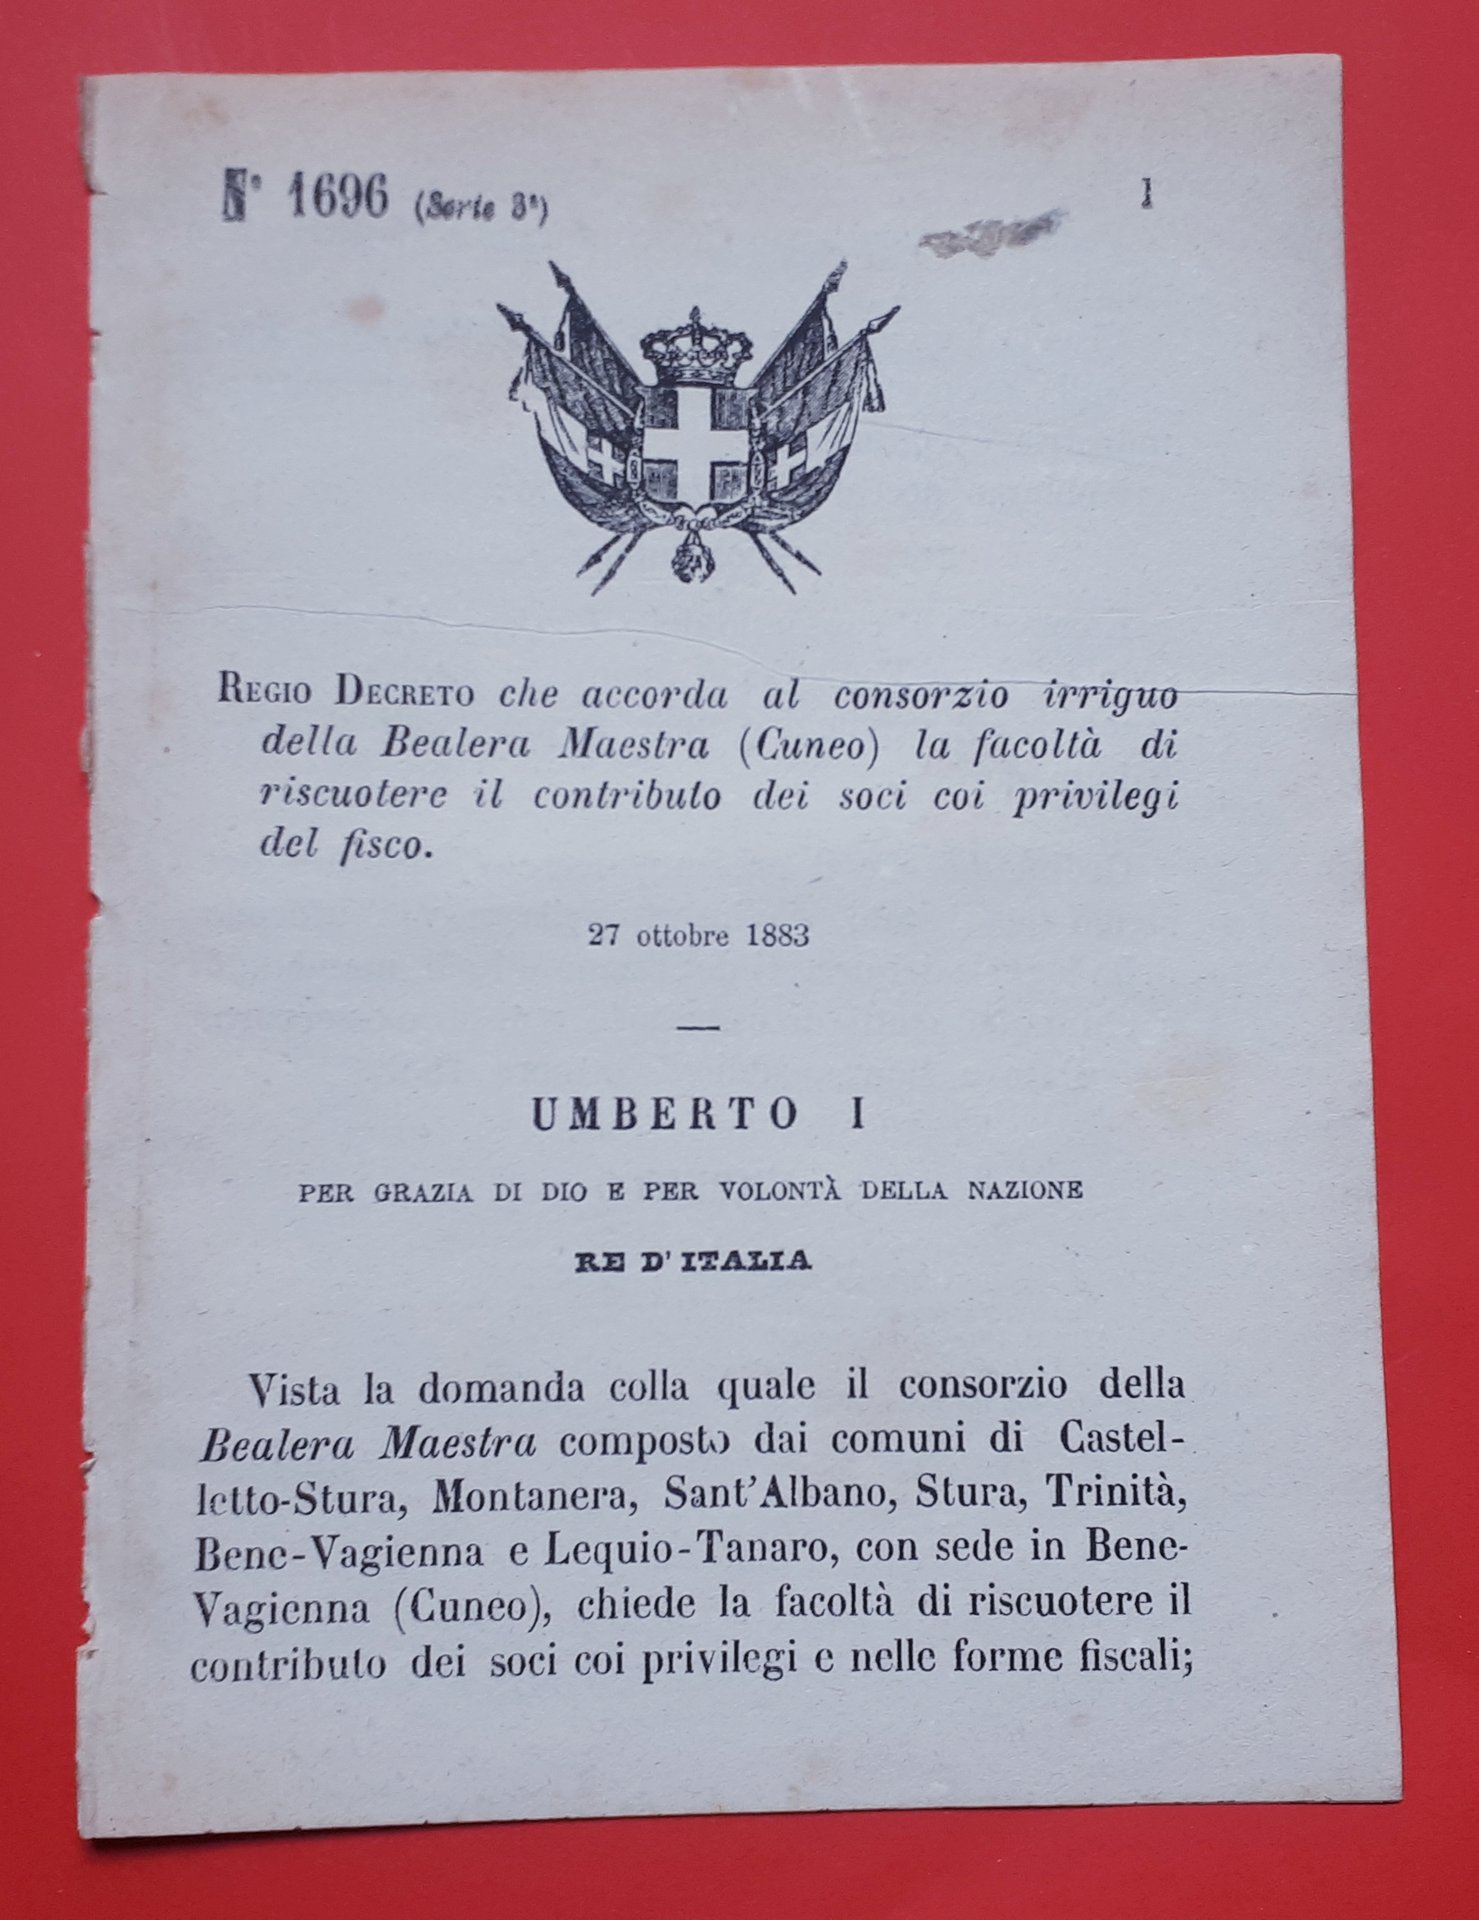 N° 1696 (Serie 3ª) 1
REGIO DECRETO che accorda al consorzio irriguo
della Bealera Maestra (Cuneo) la facoltà di
riscuotere il contributo dei soci coi privilegi
del fisco.
27 ottobre 1883
UMBERTO I
PER GRAZIA DI DIO E PER VOLONTÀ DELLA NAZIONE
RE D'ITALIA
Vista la domanda colla quale il consorzio della
Bealera Maestra composto dai comuni di Castel-
letto-Stura, Montanera, Sant'Albano, Stura, Trinità,
Bene-Vagienna e Lequio-Tanaro, con sede in Bene-
Vagienna (Cuneo), chiede la facoltà di riscuotere il
contributo dei soci coi privilegi e nelle forme fiscali;